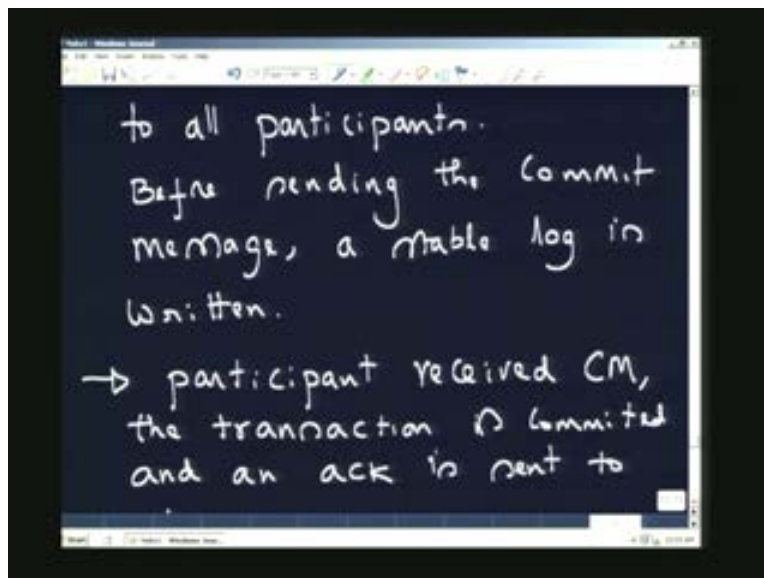 to all participants.
Before sending the Commit
message, a stable log is
written.
→ participant received CM,
the transaction is Commited
and an ack is sent to